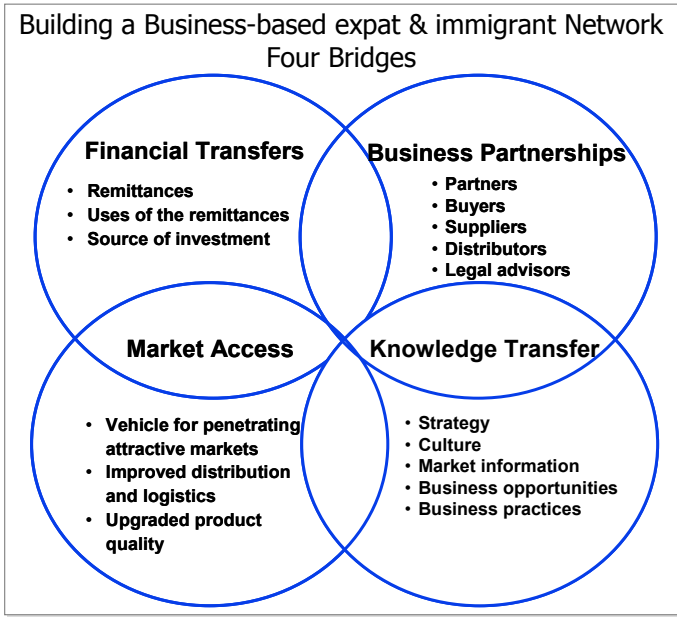 Building a Business-based expat & immigrant Network
Four Bridges
Financial Transfers
• Remittances
• Uses of the remittances
• Source of investment
Business Partnerships
• Partners
• Buyers
• Suppliers
• Distributors
• Legal advisors
Market Access
• Vehicle for penetrating
attractive markets
• Improved distribution
and logistics
• Upgraded product
quality
Knowledge Transfer
• Strategy
• Culture
• Market information
• Business opportunities
• Business practices